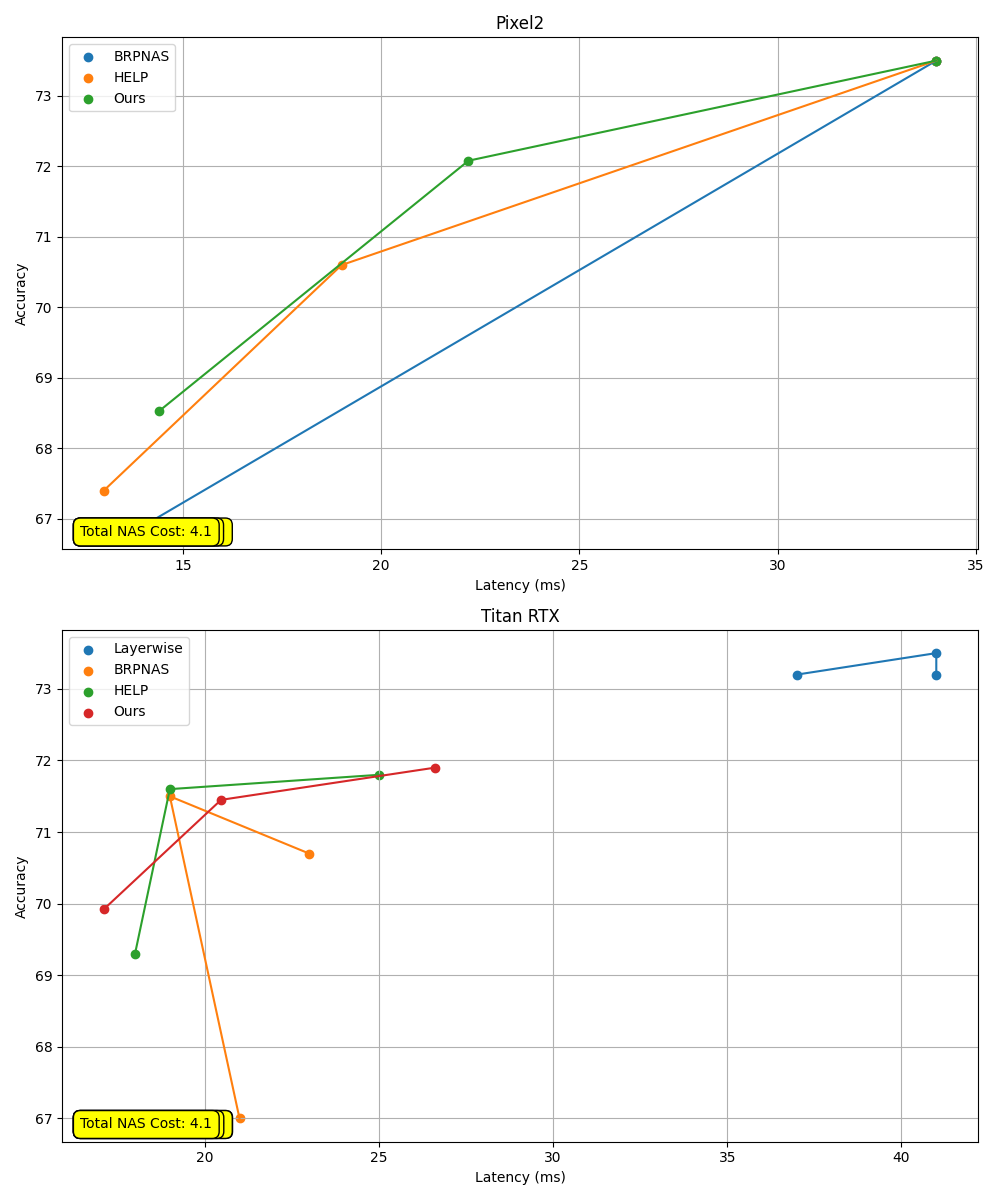 Pixel2
BRPNAS
HELP
Ours
73
72
71
70
69
68
67
Accuracy
Total NAS Cost: 4.1
15
20
25
30
35
Latency (ms)
Titan RTX
Layerwise
BRPNAS
HELP
Ours
73
72
71
70
69
68
67
Accuracy
Total NAS Cost: 4.1
20
25
30
35
40
Latency (ms)